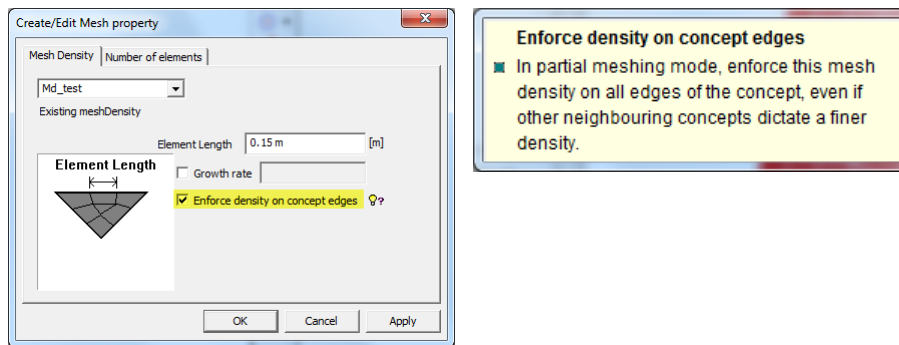 Create/Edit Mesh property
Mesh Density
Number of elements
Md_test
Existing meshDensity
Element Length 0.15 m [m]
Element Length
Growth rate
Enforce density on concept edges ?
OK Cancel Apply
Enforce density on concept edges
In partial meshing mode, enforce this mesh
density on all edges of the concept, even if
other neighbouring concepts dictate a finer
density.